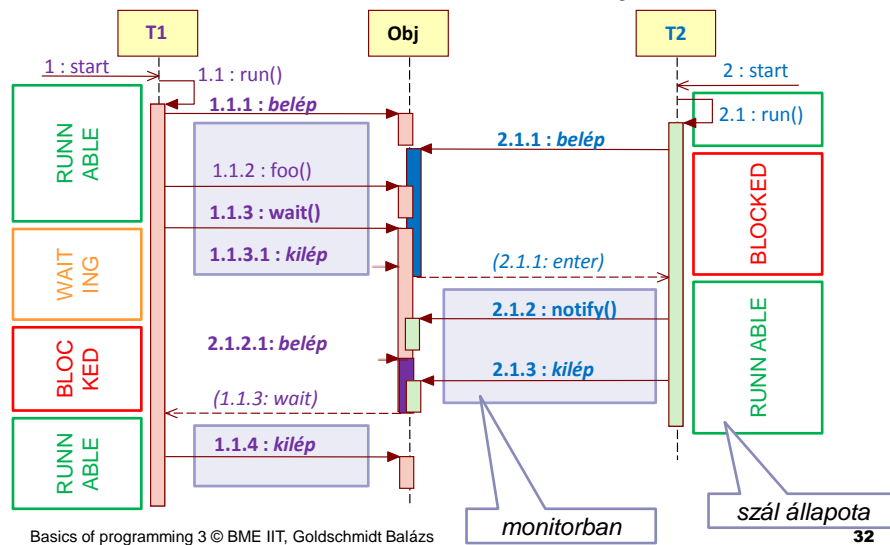 T1
Obj
T2
1 : start
1.1 : run()
2 : start
2.1 : run()
1.1.1 : belép
2.1.1 : belép
RUNN
ABLE
1.1.2 : foo()
1.1.3 : wait()
BLOCKED
WAIT
ING
1.1.3.1 : kilép
(2.1.1: enter)
2.1.2 : notify()
BLOC
KED
2.1.2.1 : belép
2.1.3 : kilép
RUNN ABLE
(1.1.3: wait)
RUNN
ABLE
1.1.4 : kilép
monitorban
szál állapota
Basics of programming 3 © BME IIT, Goldschmidt Balázs
32